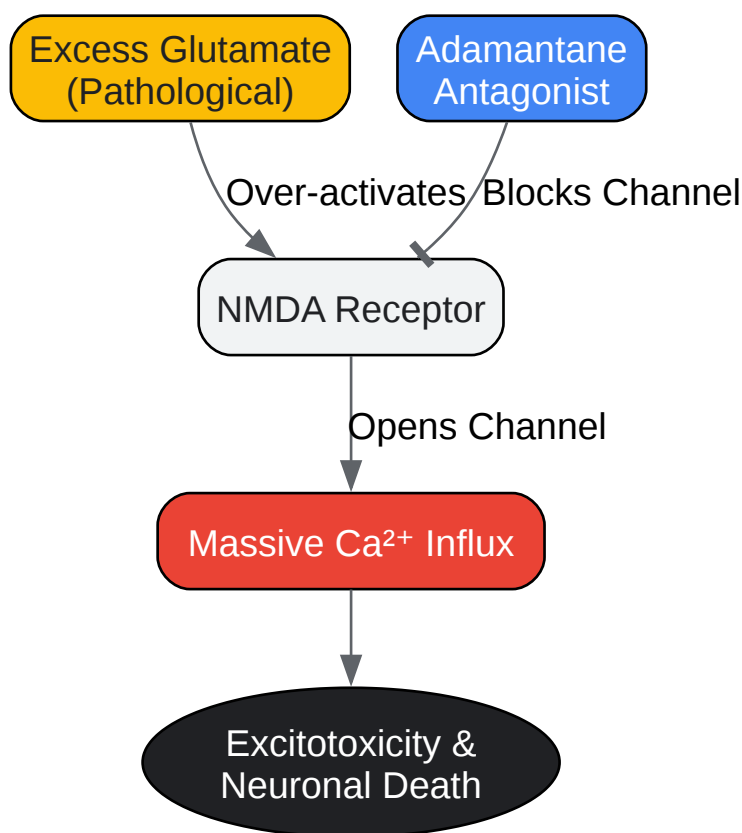 Excess Glutamate
(Pathological)
Adamantane
Antagonist
Over-activates
Blocks Channel
NMDA Receptor
Opens Channel
Massive Ca²⁺ Influx
Excitotoxicity &
Neuronal Death